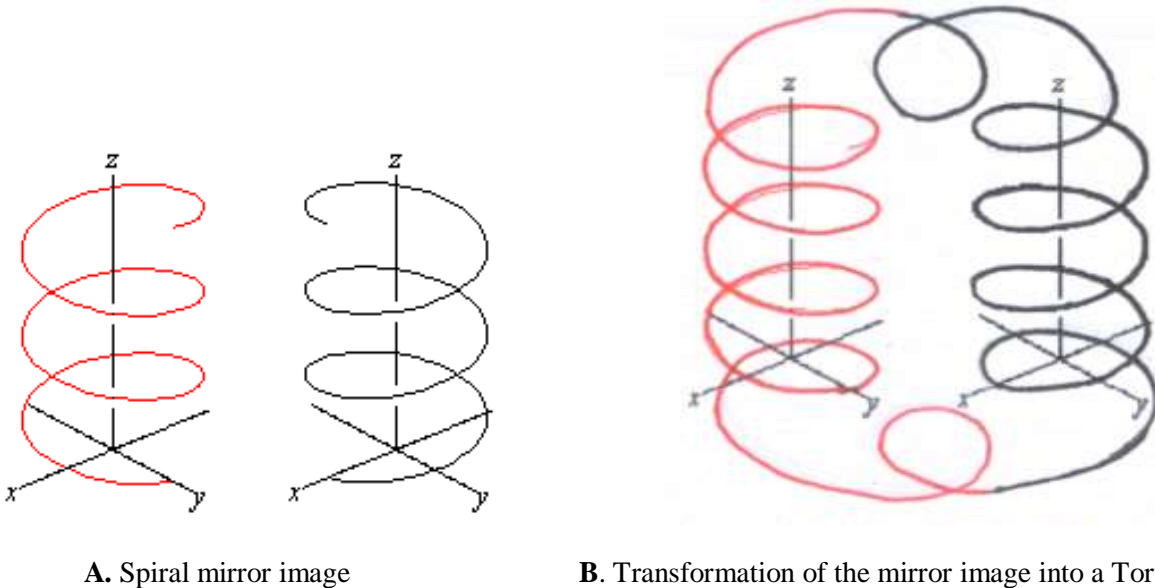 z
z
z
z
x
y
x
y
x
y
x
y
A. Spiral mirror image
B. Transformation of the mirror image into a Tor